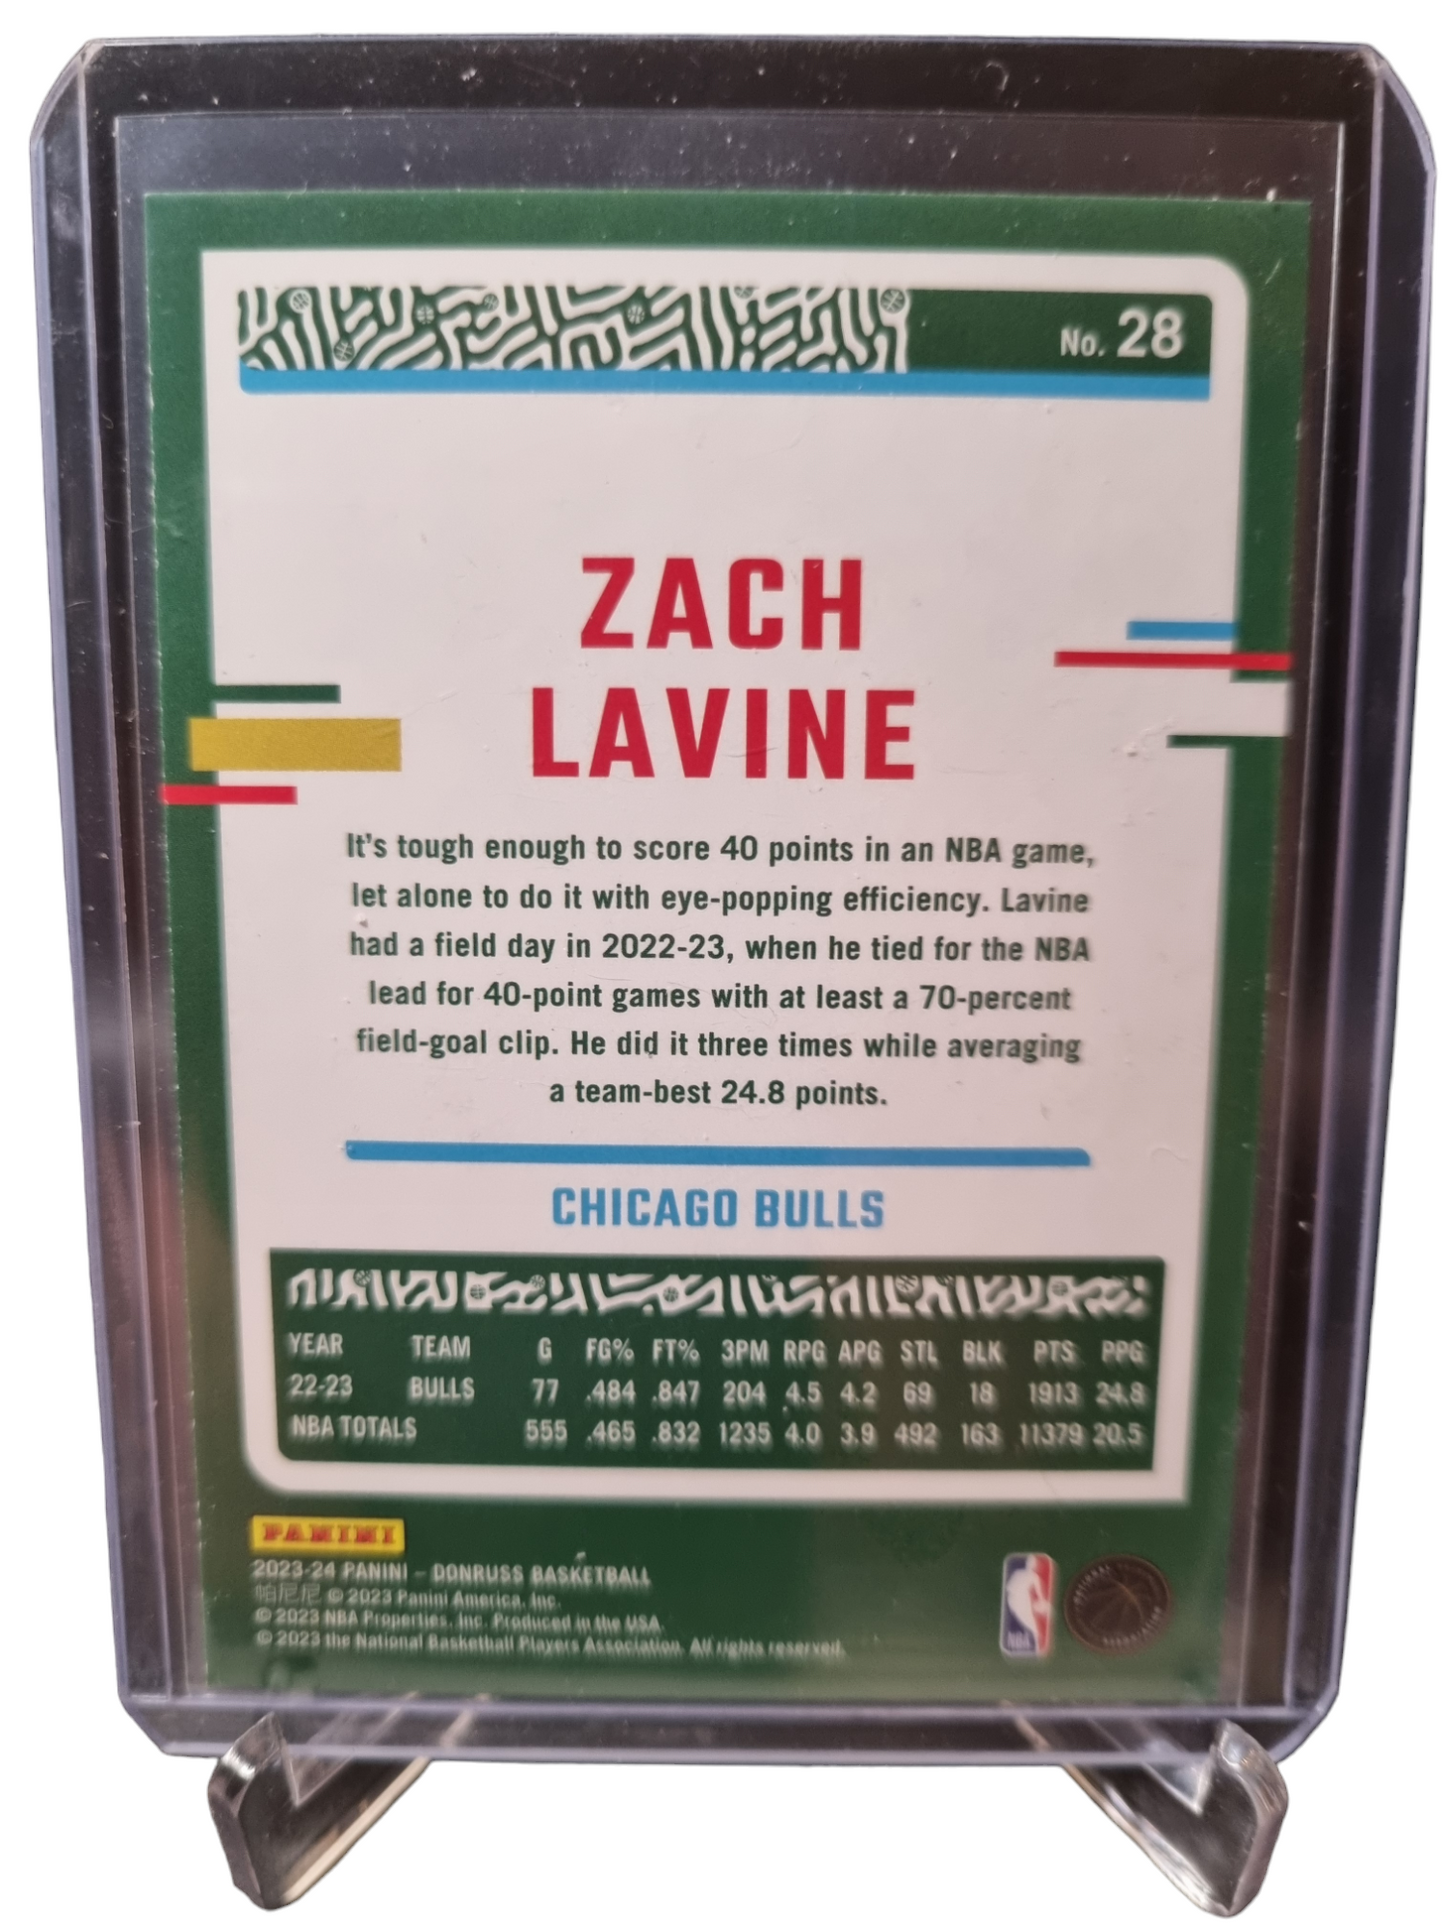 No. 28
ZACH
LAVINE
It's tough enough to score 40 points in an NBA game,
let alone to do it with eye-popping efficiency. Lavine
had a field day in 2022-23, when he tied for the NBA
lead for 40-point games with at least a 70-percent
field-goal clip. He did it three times while averaging
a team-best 24.8 points.
CHICAGO BULLS
YEAR TEAM G FG% FT% 3PM RPG APG STL BLK PTS PPG
22-23 BULLS 77 .484 .847 204 4.5 4.2 69 18 1913 24.8
NBA TOTALS 555 .465 .832 1235 4.0 3.9 492 163 11379 20.5
PANINI
2023-24 PANINI – DONRUSS BASKETBALL
帕尼尼 © 2023 Panini America, Inc.
© 2023 NBA Properties, Inc. Produced in the USA.
© 2023 the National Basketball Players Association. All rights reserved.
NBA